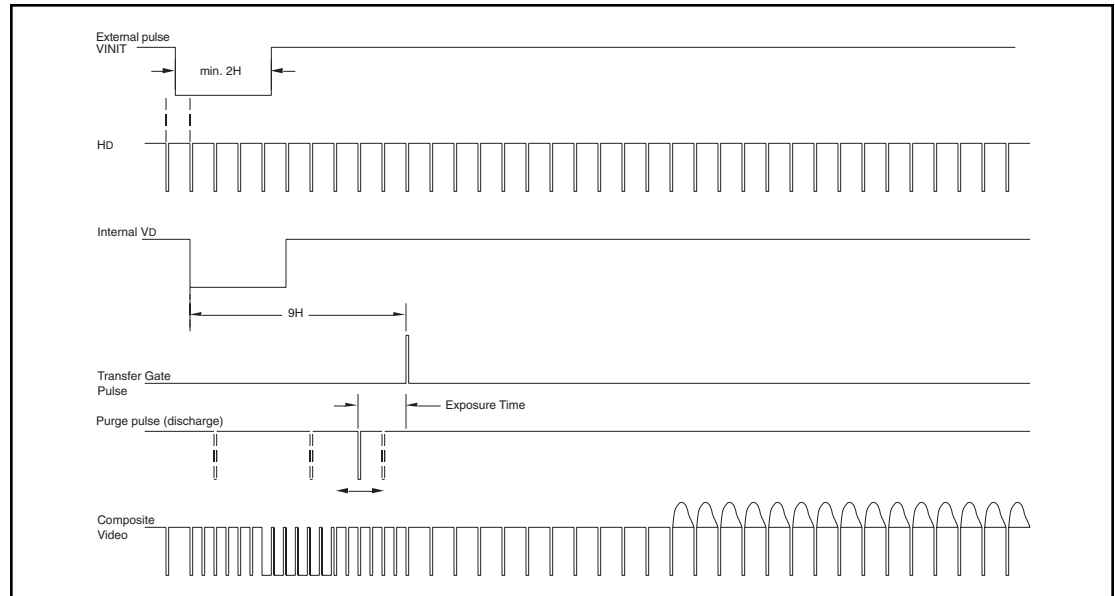 External pulse
VINIT
min. 2H
HD
Internal VD
9H
Transfer Gate
Pulse
Exposure Time
Purge pulse (discharge)
Composite
Video